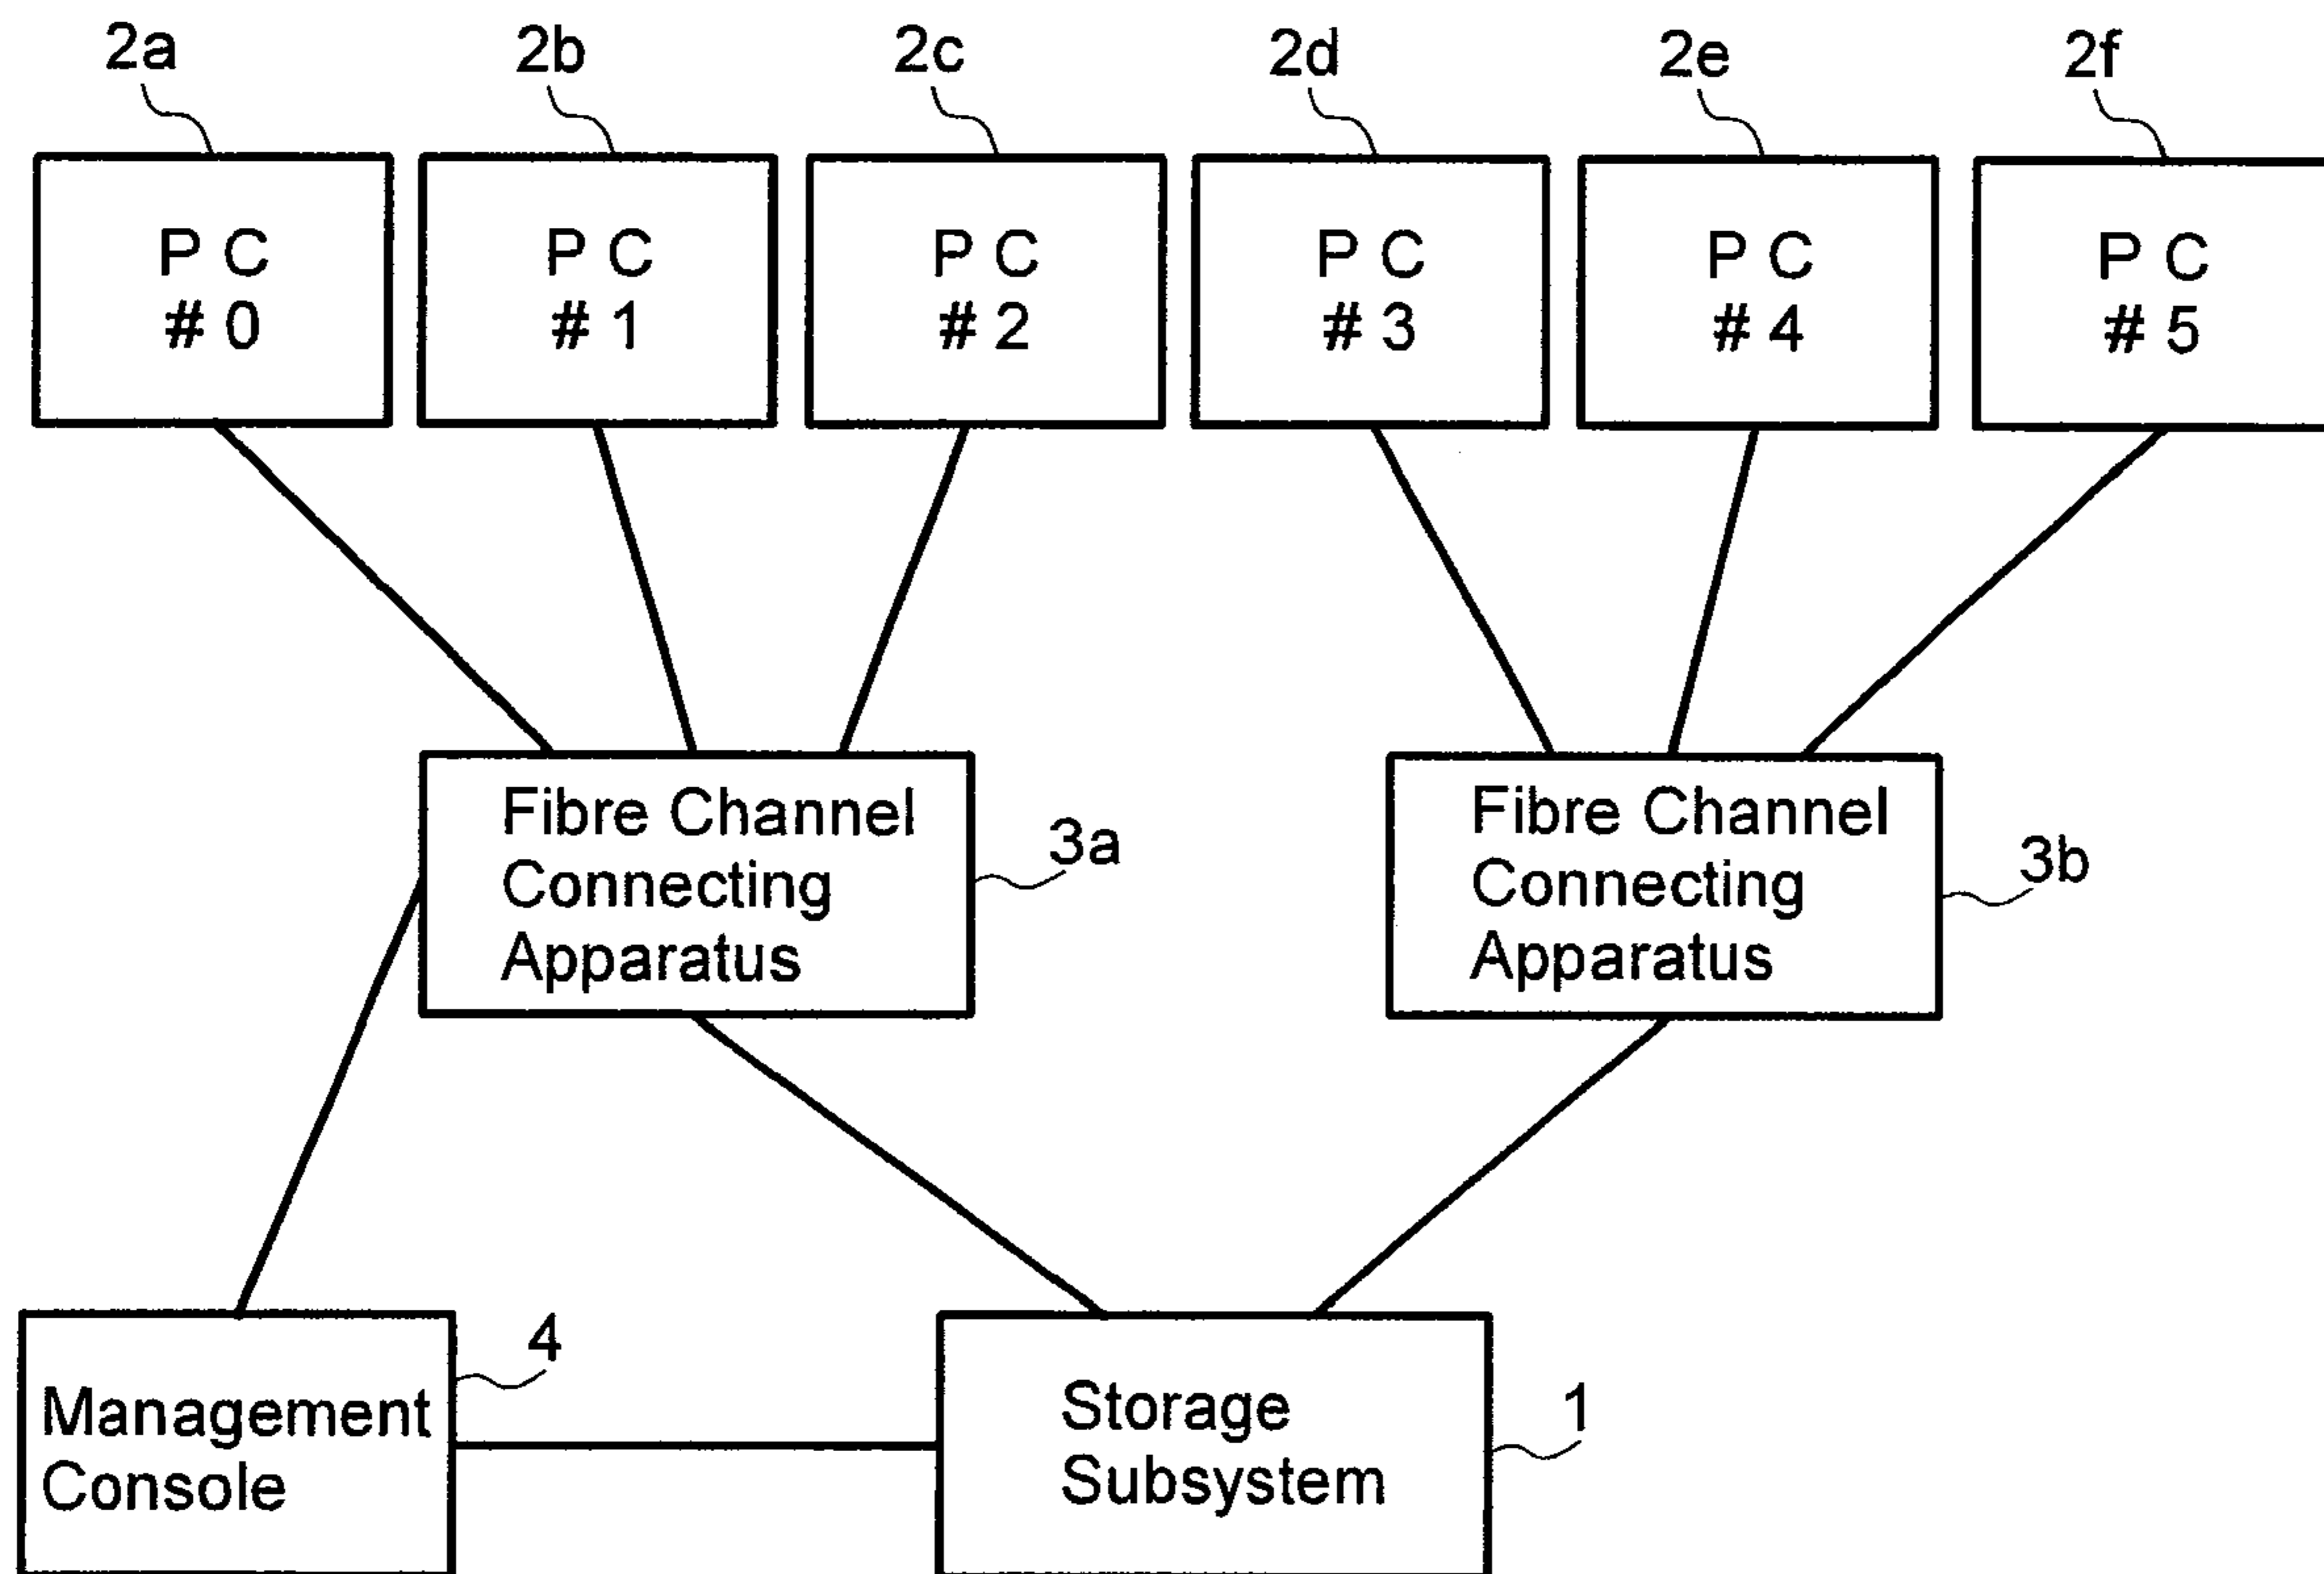 2a
2b
2c
2d
2e
2f
P C
# 0
P C
# 1
P C
# 2
P C
# 3
P C
# 4
P C
# 5
Fibre Channel
Connecting
Apparatus
3a
Fibre Channel
Connecting
Apparatus
3b
Management
Console
4
Storage
Subsystem
1